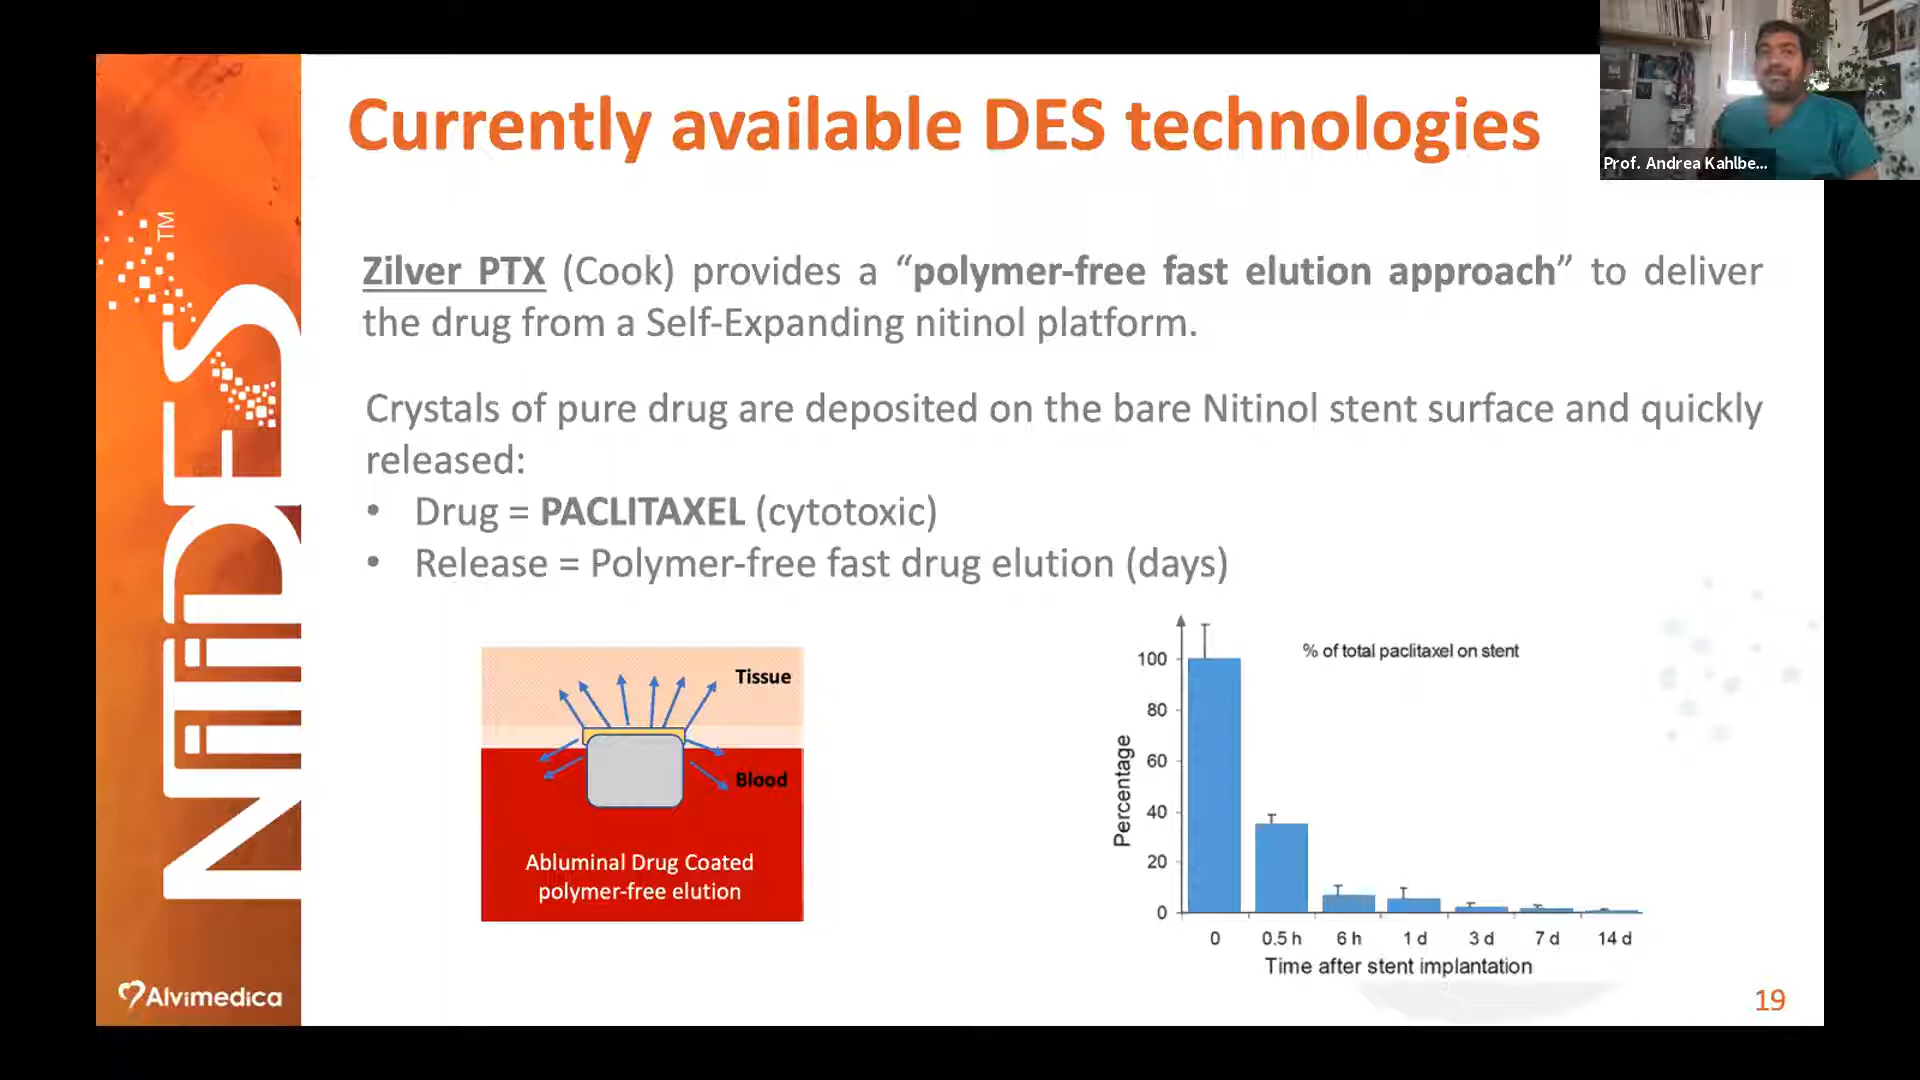 Currently available DES technologies
Prof. Andrea Kahlbe...
TM
NiTiDES
Zilver PTX (Cook) provides a “polymer-free fast elution approach” to deliver
the drug from a Self-Expanding nitinol platform.
Crystals of pure drug are deposited on the bare Nitinol stent surface and quickly
released:
• Drug = PACLITAXEL (cytotoxic)
• Release = Polymer-free fast drug elution (days)
Tissue
Blood
Abluminal Drug Coated
polymer-free elution
% of total paclitaxel on stent
Percentage
100
80
60
40
20
0
0 0.5 h 6 h 1 d 3 d 7 d 14 d
Time after stent implantation
Alvimedica
19